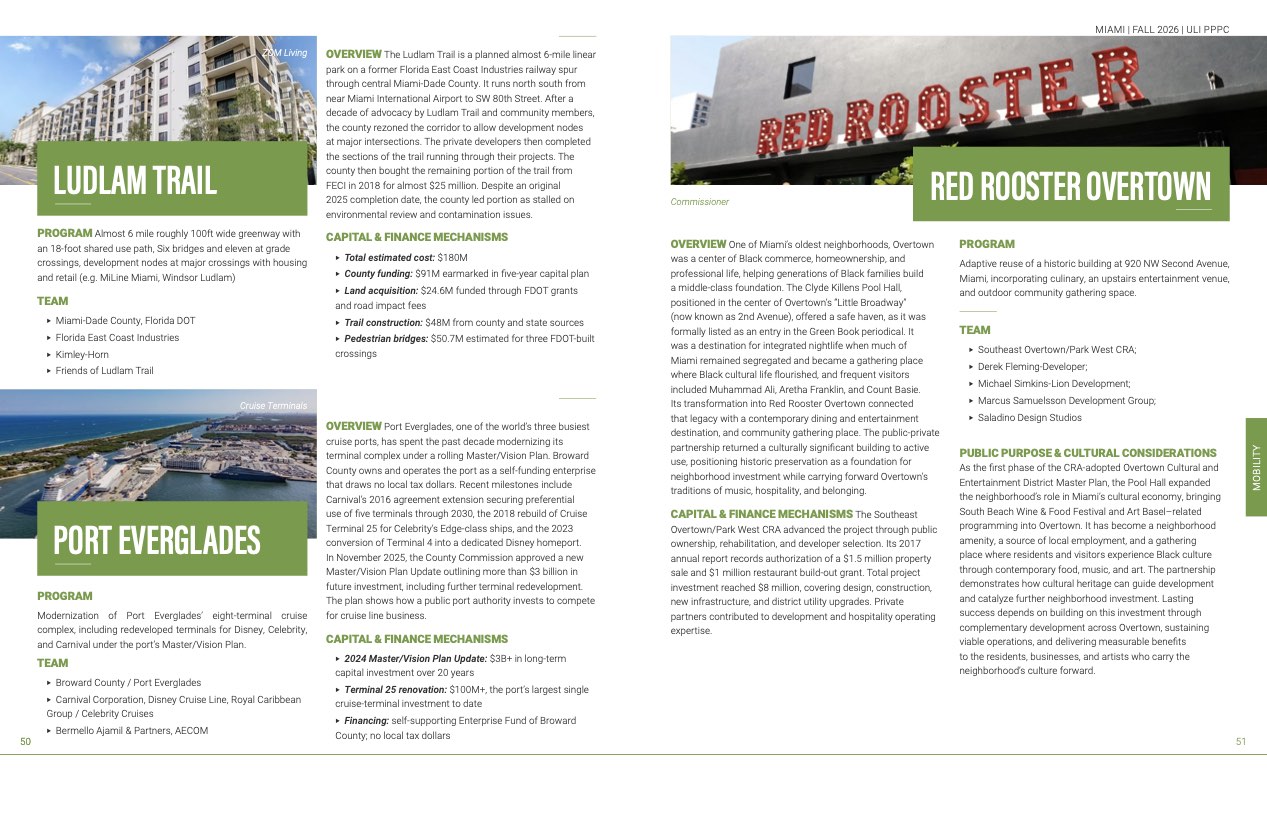 ZOM Living
LUDLAM TRAIL
PROGRAM Almost 6 mile roughly 100ft wide greenway with
an 18-foot shared use path, Six bridges and eleven at grade
crossings, development nodes at major crossings with housing
and retail (e.g. MiLine Miami, Windsor Ludlam)
TEAM
▸ Miami-Dade County, Florida DOT
▸ Florida East Coast Industries
▸ Kimley-Horn
▸ Friends of Ludlam Trail
OVERVIEW The Ludlam Trail is a planned almost 6-mile linear
park on a former Florida East Coast Industries railway spur
through central Miami-Dade County. It runs north south from
near Miami International Airport to SW 80th Street. After a
decade of advocacy by Ludlam Trail and community members,
the county rezoned the corridor to allow development nodes
at major intersections. The private developers then completed
the sections of the trail running through their projects. The
county then bought the remaining portion of the trail from
FECI in 2018 for almost $25 million. Despite an original
2025 completion date, the county led portion as stalled on
environmental review and contamination issues.
CAPITAL & FINANCE MECHANISMS
▸ Total estimated cost: $180M
▸ County funding: $91M earmarked in five-year capital plan
▸ Land acquisition: $24.6M funded through FDOT grants
and road impact fees
▸ Trail construction: $48M from county and state sources
▸ Pedestrian bridges: $50.7M estimated for three FDOT-built
crossings
Cruise Terminals
PORT EVERGLADES
PROGRAM
Modernization of Port Everglades' eight-terminal cruise
complex, including redeveloped terminals for Disney, Celebrity,
and Carnival under the port's Master/Vision Plan.
TEAM
▸ Broward County / Port Everglades
▸ Carnival Corporation, Disney Cruise Line, Royal Caribbean
Group / Celebrity Cruises
▸ Bermello Ajamil & Partners, AECOM
50
OVERVIEW Port Everglades, one of the world's three busiest
cruise ports, has spent the past decade modernizing its
terminal complex under a rolling Master/Vision Plan. Broward
County owns and operates the port as a self-funding enterprise
that draws no local tax dollars. Recent milestones include
Carnival's 2016 agreement extension securing preferential
use of five terminals through 2030, the 2018 rebuild of Cruise
Terminal 25 for Celebrity's Edge-class ships, and the 2023
conversion of Terminal 4 into a dedicated Disney homeport.
In November 2025, the County Commission approved a new
Master/Vision Plan Update outlining more than $3 billion in
future investment, including further terminal redevelopment.
The plan shows how a public port authority invests to compete
for cruise line business.
CAPITAL & FINANCE MECHANISMS
▸ 2024 Master/Vision Plan Update: $3B+ in long-term
capital investment over 20 years
▸ Terminal 25 renovation: $100M+, the port's largest single
cruise-terminal investment to date
▸ Financing: self-supporting Enterprise Fund of Broward
County; no local tax dollars
MIAMI | FALL 2026 | ULI PPPC
RED ROOSTER
RED ROOSTER OVERTOWN
Commissioner
OVERVIEW One of Miami's oldest neighborhoods, Overtown
was a center of Black commerce, homeownership, and
professional life, helping generations of Black families build
a middle-class foundation. The Clyde Killens Pool Hall,
positioned in the center of Overtown's "Little Broadway"
(now known as 2nd Avenue), offered a safe haven, as it was
formally listed as an entry in the Green Book periodical. It
was a destination for integrated nightlife when much of
Miami remained segregated and became a gathering place
where Black cultural life flourished, and frequent visitors
included Muhammad Ali, Aretha Franklin, and Count Basie.
Its transformation into Red Rooster Overtown connected
that legacy with a contemporary dining and entertainment
destination, and community gathering place. The public-private
partnership returned a culturally significant building to active
use, positioning historic preservation as a foundation for
neighborhood investment while carrying forward Overtown's
traditions of music, hospitality, and belonging.
CAPITAL & FINANCE MECHANISMS The Southeast
Overtown/Park West CRA advanced the project through public
ownership, rehabilitation, and developer selection. Its 2017
annual report records authorization of a $1.5 million property
sale and $1 million restaurant build-out grant. Total project
investment reached $8 million, covering design, construction,
new infrastructure, and district utility upgrades. Private
partners contributed to development and hospitality operating
expertise.
PROGRAM
Adaptive reuse of a historic building at 920 NW Second Avenue,
Miami, incorporating culinary, an upstairs entertainment venue,
and outdoor community gathering space.
TEAM
▸ Southeast Overtown/Park West CRA;
▸ Derek Fleming-Developer;
▸ Michael Simkins-Lion Development;
▸ Marcus Samuelsson Development Group;
▸ Saladino Design Studios
PUBLIC PURPOSE & CULTURAL CONSIDERATIONS
As the first phase of the CRA-adopted Overtown Cultural and
Entertainment District Master Plan, the Pool Hall expanded
the neighborhood's role in Miami's cultural economy, bringing
South Beach Wine & Food Festival and Art Basel–related
programming into Overtown. It has become a neighborhood
amenity, a source of local employment, and a gathering
place where residents and visitors experience Black culture
through contemporary food, music, and art. The partnership
demonstrates how cultural heritage can guide development
and catalyze further neighborhood investment. Lasting
success depends on building on this investment through
complementary development across Overtown, sustaining
viable operations, and delivering measurable benefits
to the residents, businesses, and artists who carry the
neighborhood's culture forward.
MOBILITY
51